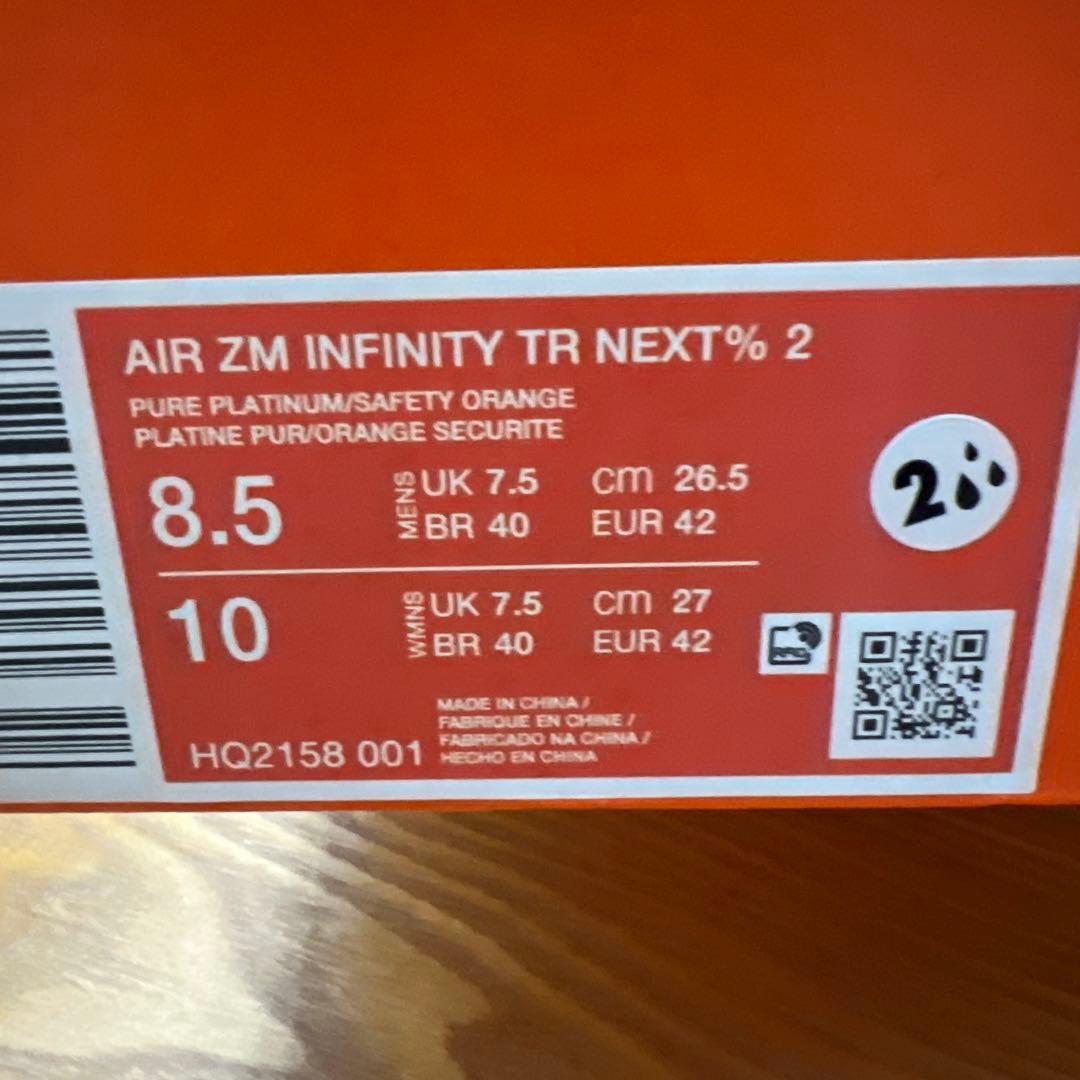 AIR ZM INFINITY TR NEXT% 2
PURE PLATINUM/SAFETY ORANGE
PLATINE PUR/ORANGE SECURITE
8.5 MENS UK 7.5 cm 26.5
BR 40 EUR 42
10 WMNS UK 7.5 cm 27
BR 40 EUR 42
2
RFID
MADE IN CHINA /
FABRIQUE EN CHINE /
FABRICADO NA CHINA /
HECHO EN CHINA
HQ2158 001